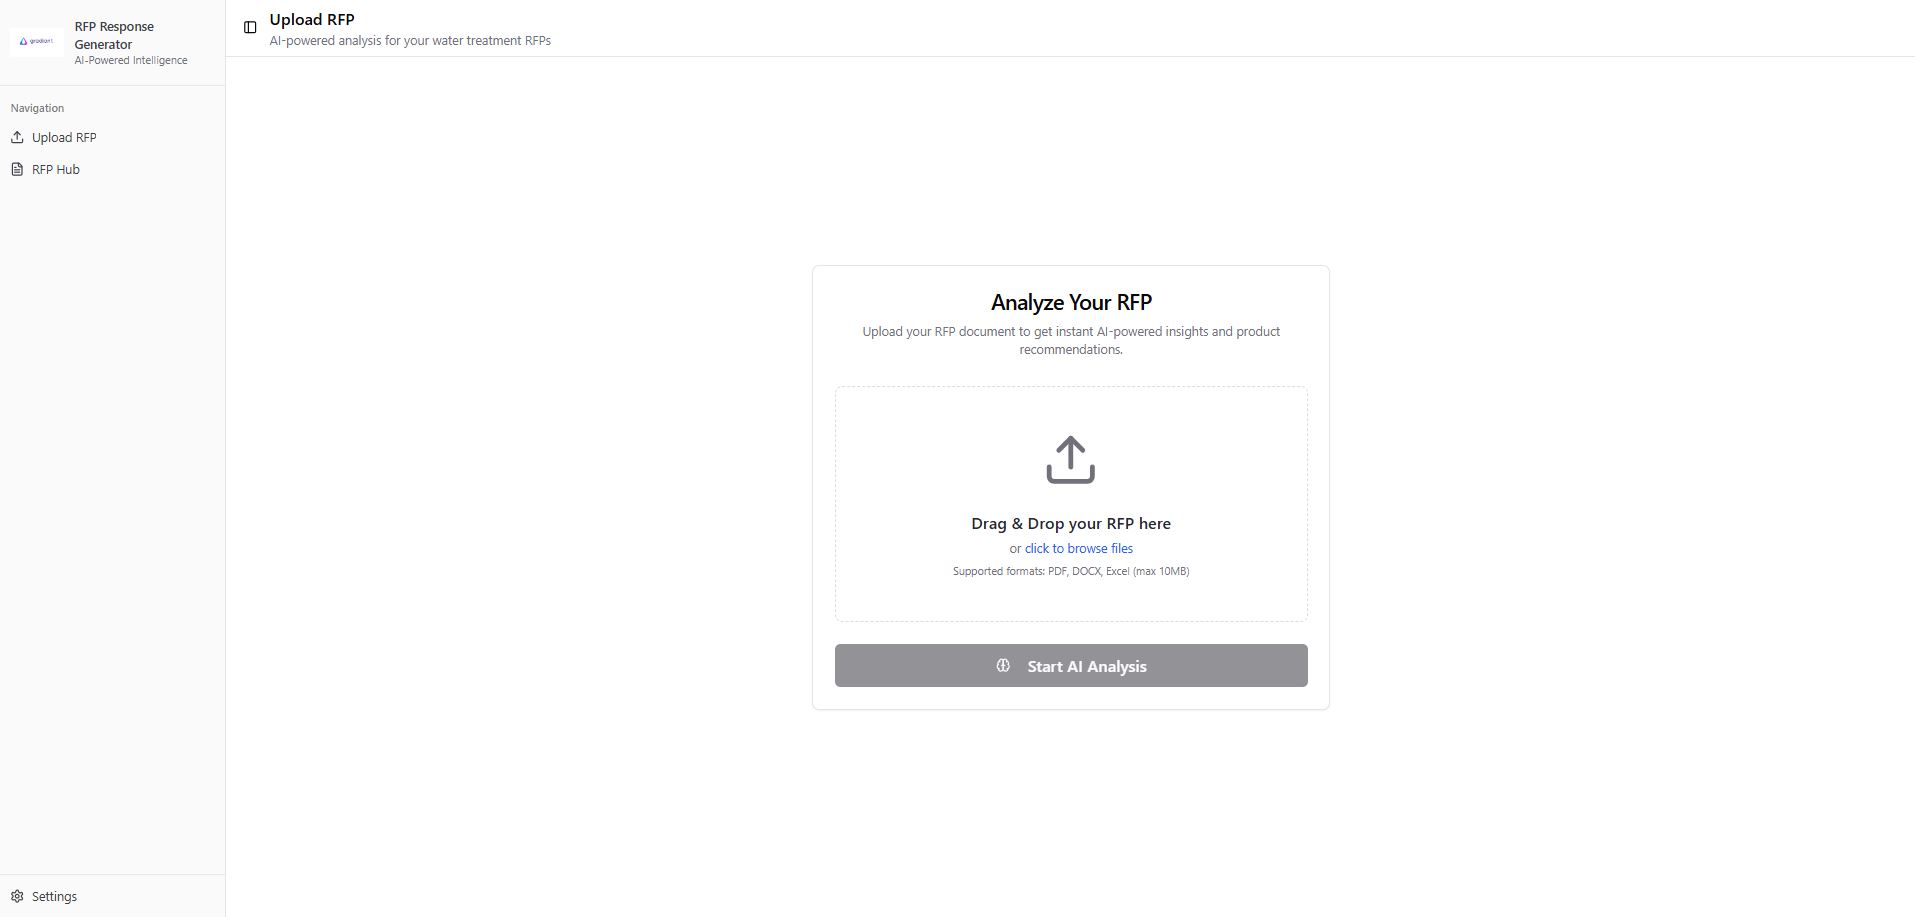 gradiant
RFP Response
Generator
AI-Powered Intelligence
Navigation
Upload RFP
RFP Hub
Settings
Upload RFP
AI-powered analysis for your water treatment RFPs
Analyze Your RFP
Upload your RFP document to get instant AI-powered insights and product
recommendations.
Drag & Drop your RFP here
or click to browse files
Supported formats: PDF, DOCX, Excel (max 10MB)
Start AI Analysis